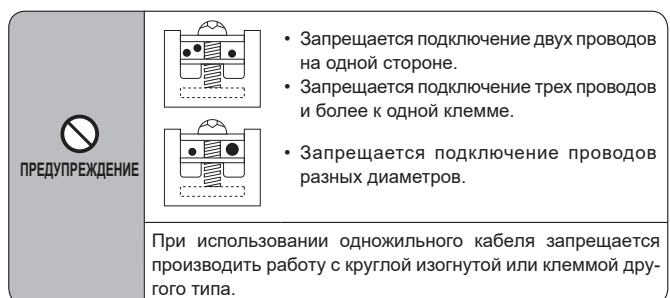 ПРЕДУПРЕЖДЕНИЕ
• Запрещается подключение двух проводов
на одной стороне.
• Запрещается подключение трех проводов
и более к одной клемме.
• Запрещается подключение проводов
разных диаметров.
При использовании одножильного кабеля запрещается
производить работу с круглой изогнутой или клеммой дру-
гого типа.